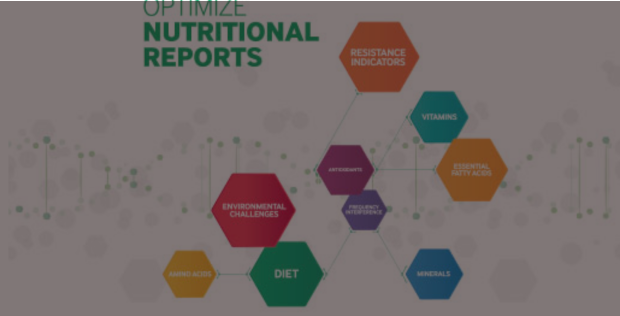 OPTIMIZE
NUTRITIONAL
REPORTS
RESISTANCE
INDICATORS
VITAMINS
ANTIOXIDANTS
ESSENTIAL
FATTY ACIDS
ENVIRONMENTAL
CHALLENGES
FREQUENCY
INTERFERENCE
AMINO ACIDS
DIET
MINERALS